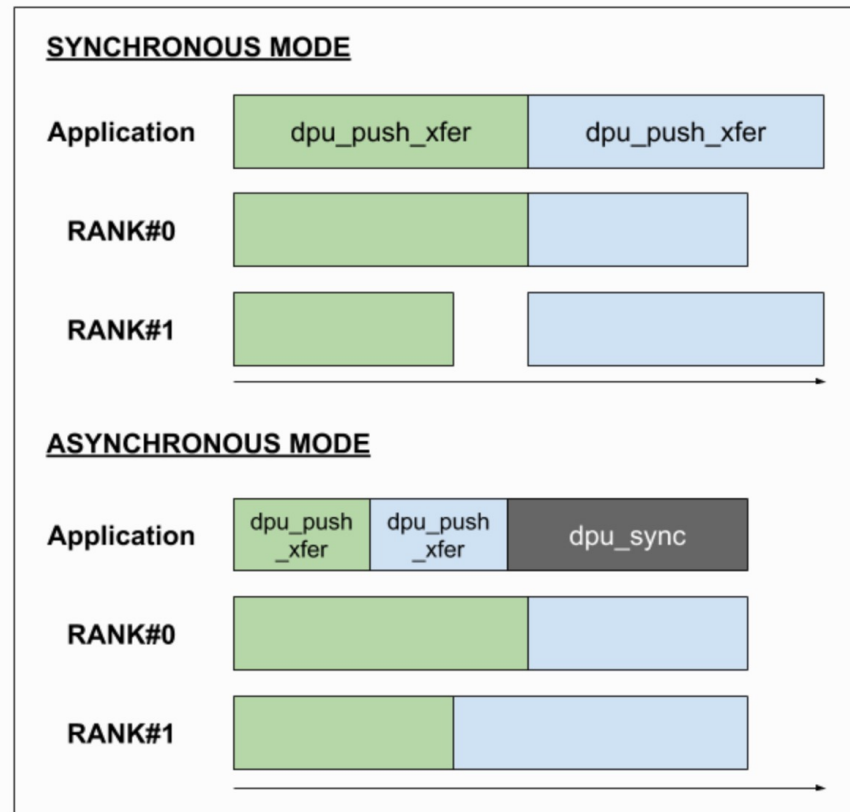 SYNCHRONOUS MODE
Application
dpu_push_xfer
dpu_push_xfer
RANK#0
RANK#1
ASYNCHRONOUS MODE
Application
dpu_push
_xfer
dpu_push
_xfer
dpu_sync
RANK#0
RANK#1